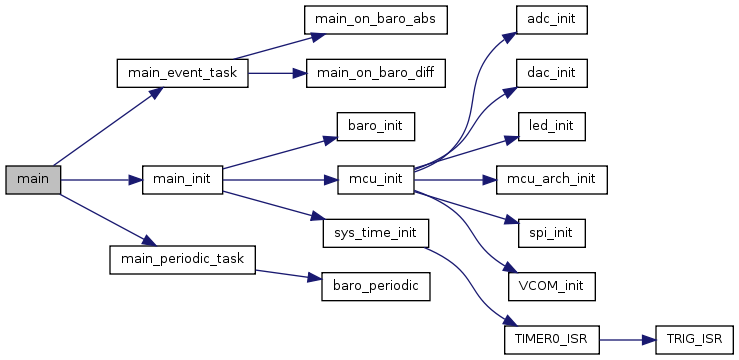 main
main_event_task
main_on_baro_abs
main_on_baro_diff
main_init
baro_init
mcu_init
adc_init
dac_init
led_init
mcu_arch_init
spi_init
VCOM_init
sys_time_init
TIMER0_ISR
TRIG_ISR
main_periodic_task
baro_periodic